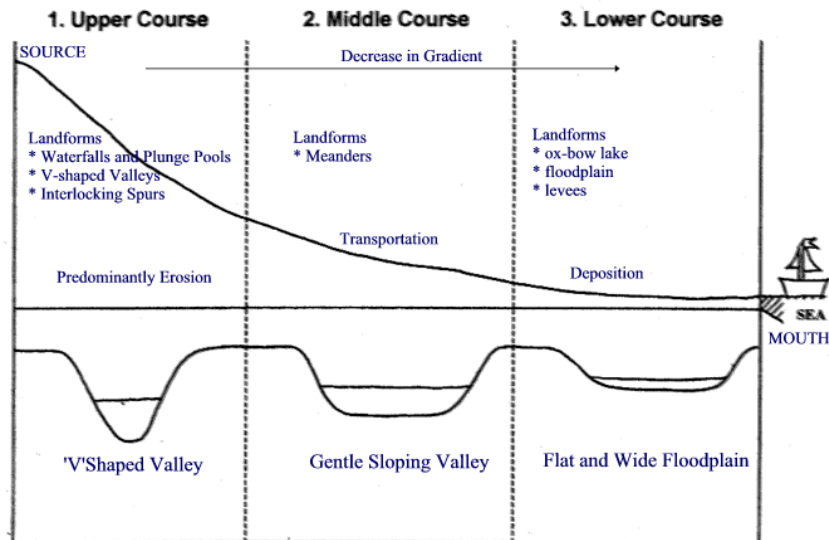 1. Upper Course
2. Middle Course
3. Lower Course
SOURCE
Decrease in Gradient
Landforms
* Waterfalls and Plunge Pools
* V-shaped Valleys
* Interlocking Spurs
Landforms
* Meanders
Landforms
* ox-bow lake
* floodplain
* levees
Predominantly Erosion
Transportation
Deposition
SEA
MOUTH
'V'Shaped Valley
Gentle Sloping Valley
Flat and Wide Floodplain